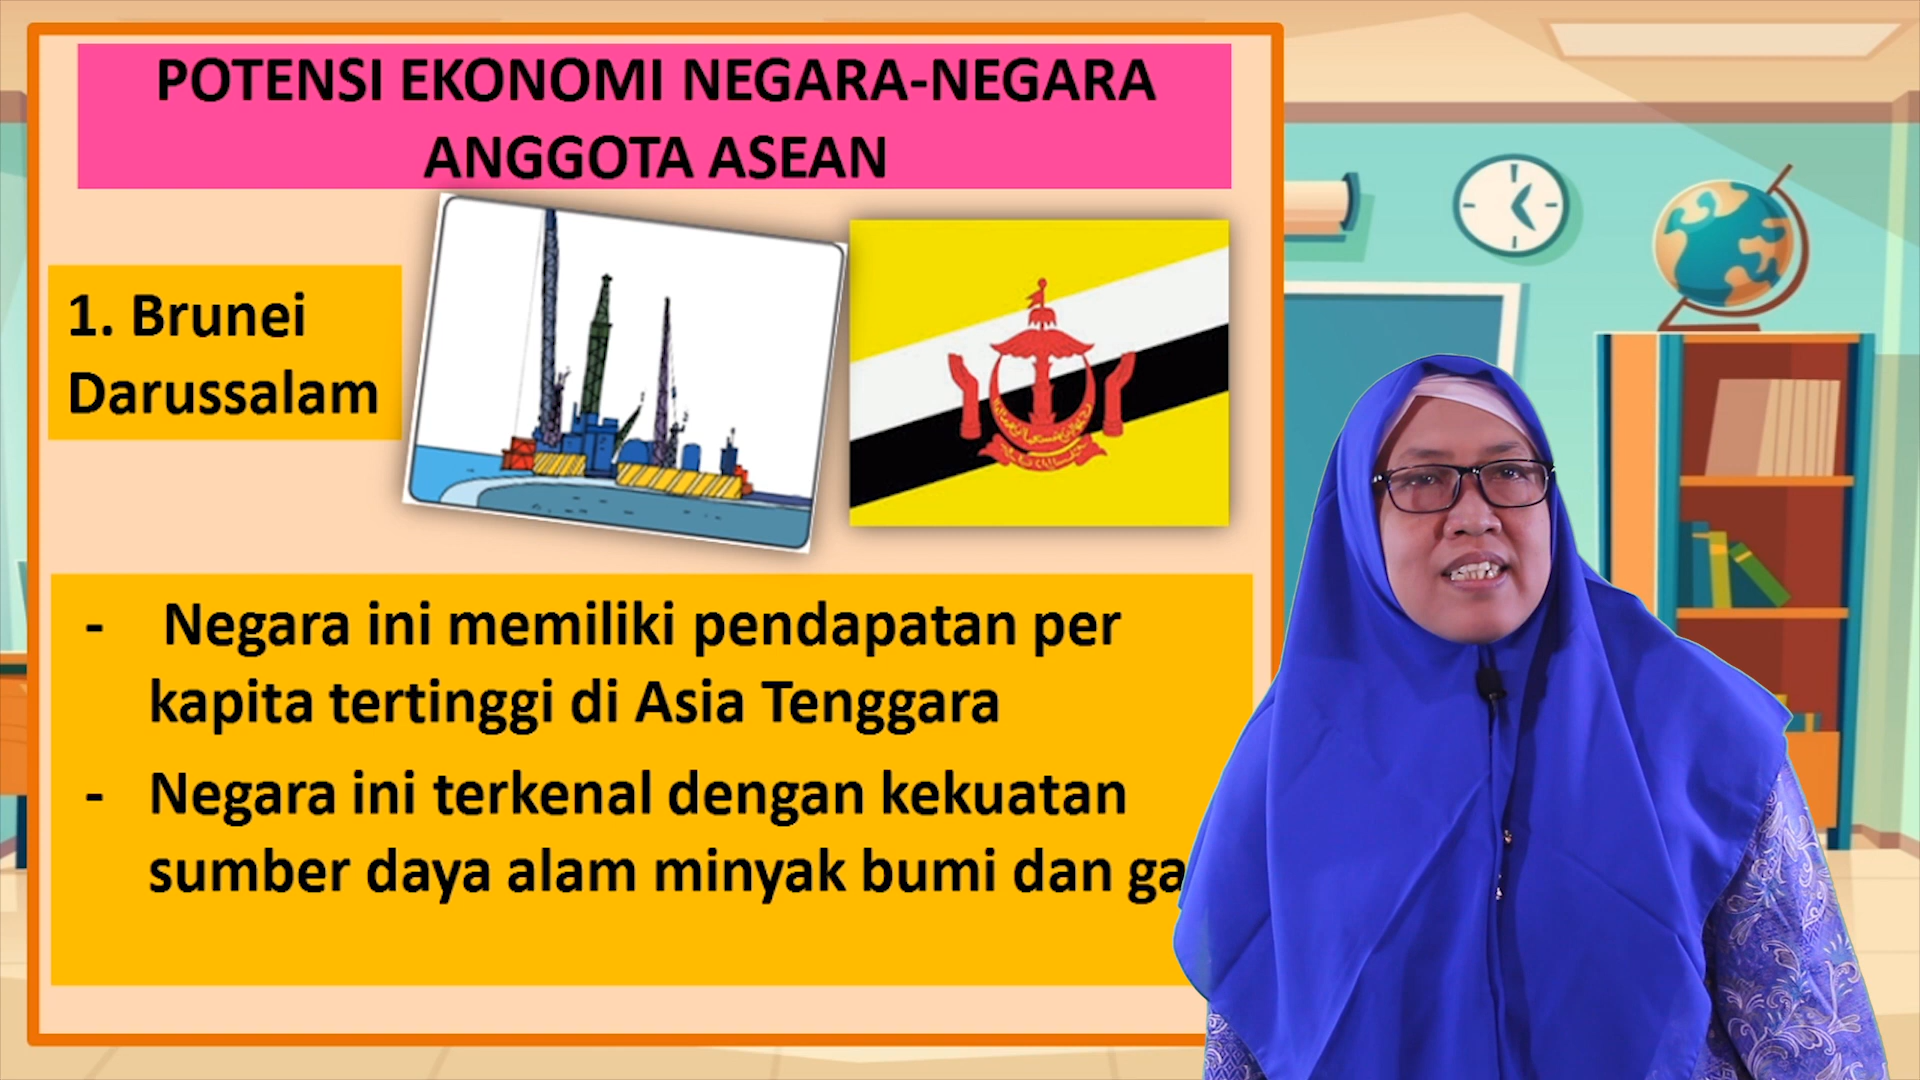 POTENSI EKONOMI NEGARA-NEGARA
ANGGOTA ASEAN
1. Brunei
Darussalam
- Negara ini memiliki pendapatan per
kapita tertinggi di Asia Tenggara
- Negara ini terkenal dengan kekuatan
sumber daya alam minyak bumi dan